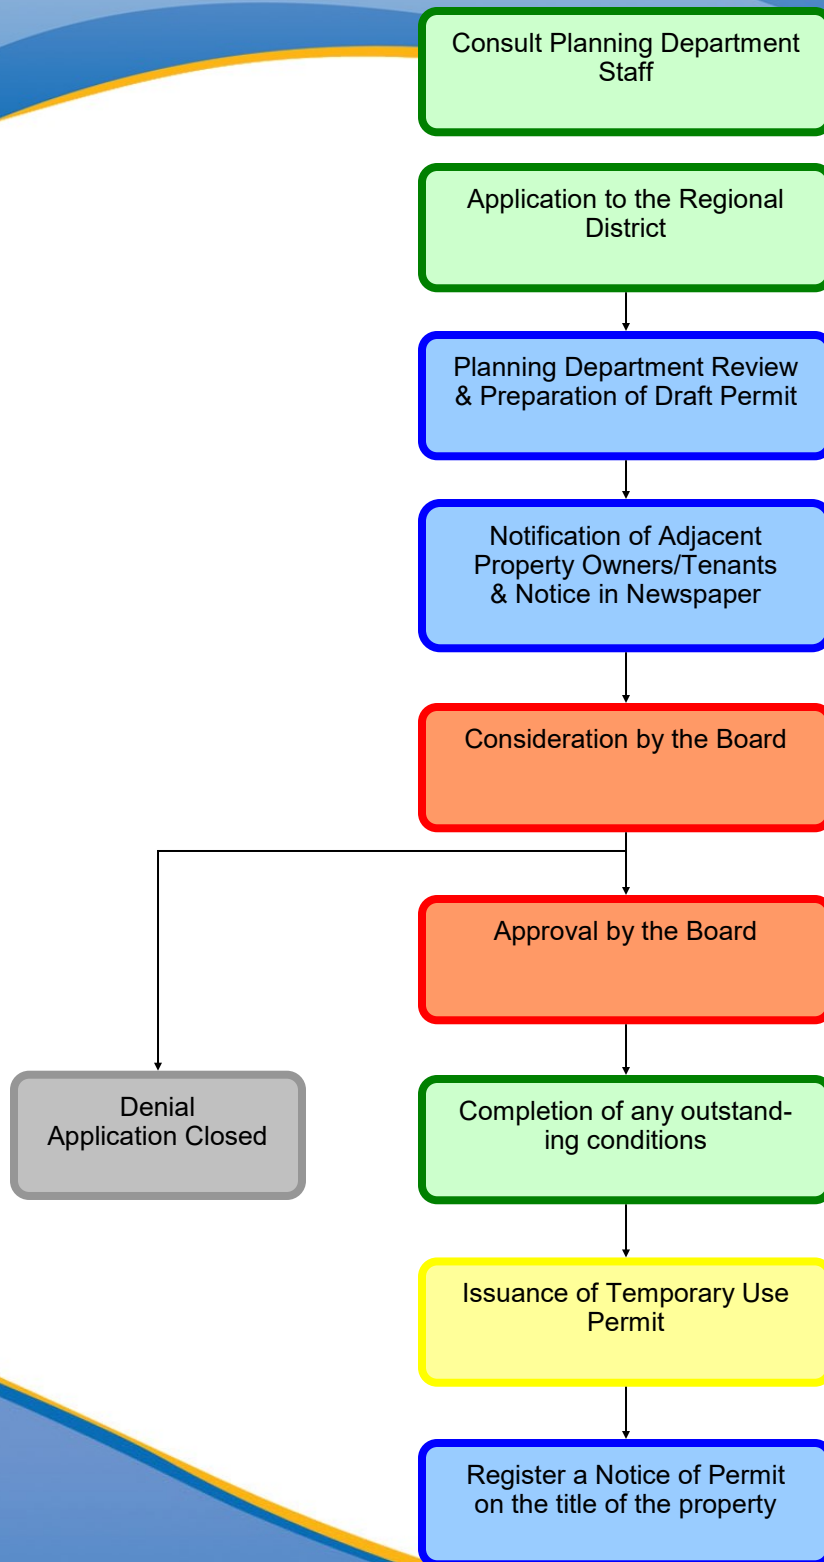 Consult Planning Department
Staff
Application to the Regional
District
Planning Department Review
& Preparation of Draft Permit
Notification of Adjacent
Property Owners/Tenants
& Notice in Newspaper
Consideration by the Board
Approval by the Board
Denial
Application Closed
Completion of any outstand-
ing conditions
Issuance of Temporary Use
Permit
Register a Notice of Permit
on the title of the property